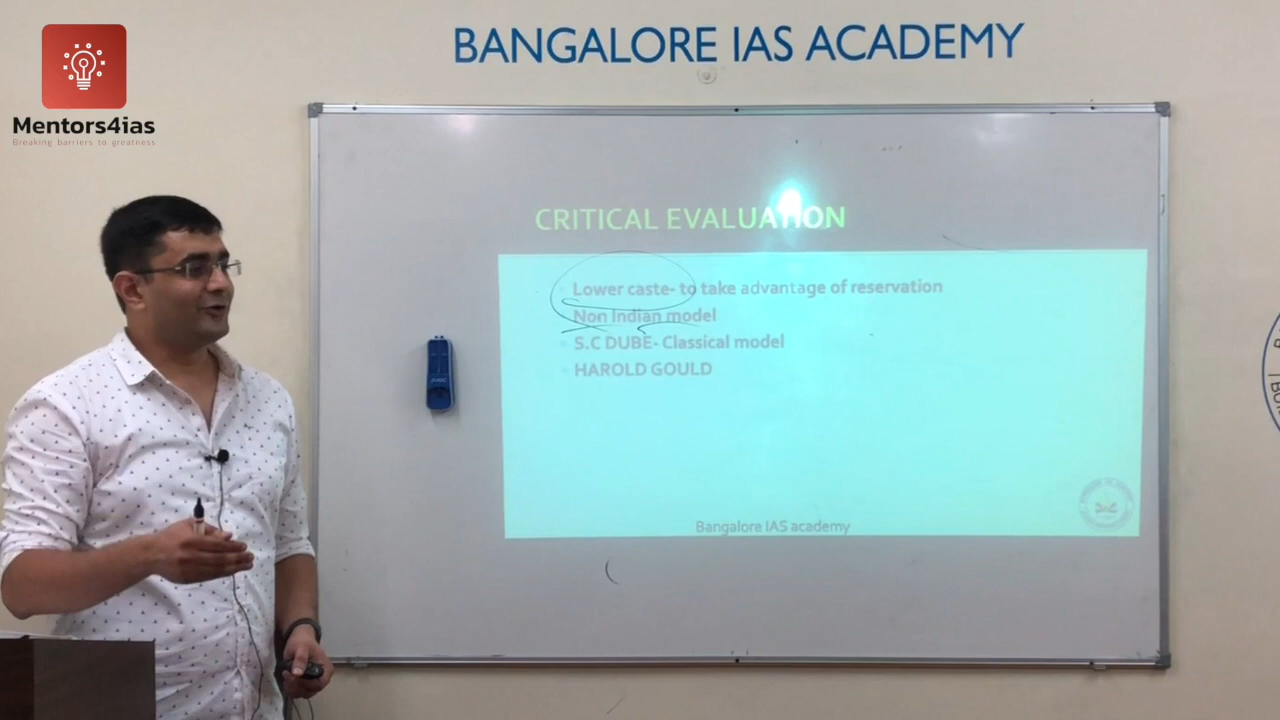 BANGALORE IAS ACADEMY
Mentors4ias
Breaking barriers to greatness
CRITICAL EVALUATION
Lower caste- to take advantage of reservation
Non Indian model
S.C DUBE- Classical model
HAROLD GOULD
Bangalore IAS academy